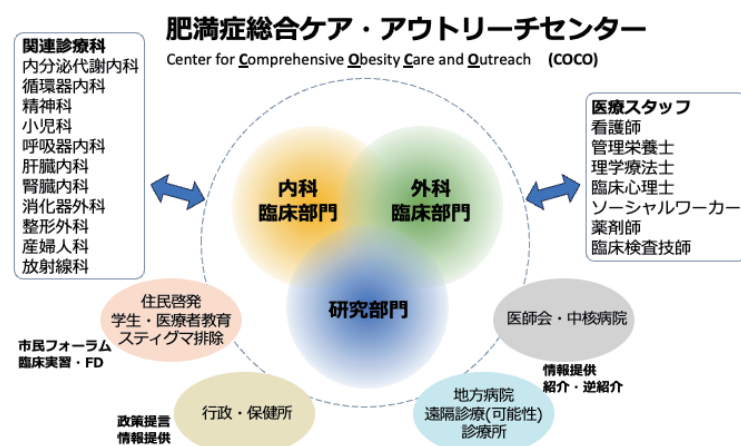 肥満症総合ケア・アウトリーチセンター
Center for Comprehensive Obesity Care and Outreach (COCO)
関連診療科
内分泌代謝内科
循環器内科
精神科
小児科
呼吸器内科
肝臓内科
腎臓内科
消化器外科
整形外科
産婦人科
放射線科
医療スタッフ
看護師
管理栄養士
理学療法士
臨床心理士
ソーシャルワーカー
薬剤師
臨床検査技師
内科
臨床部門
外科
臨床部門
研究部門
住民啓発
学生・医療者教育
スティグマ排除
市民フォーラム
臨床実習・FD
医師会・中核病院
情報提供
紹介・逆紹介
行政・保健所
政策提言
情報提供
地方病院
遠隔診療(可能性)
診療所